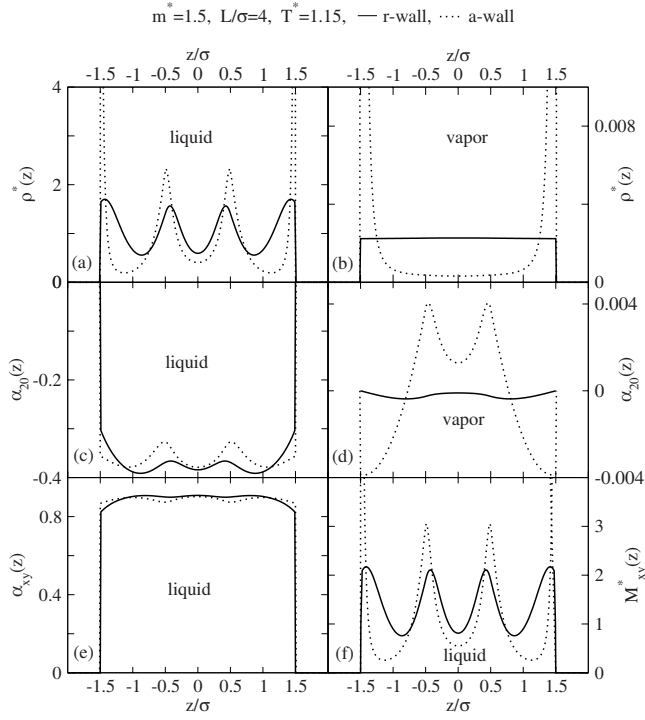 m*=1.5, L/σ=4, T*=1.15, — r-wall, ····· a-wall
z/σ z/σ
-1.5 -1 -0.5 0 0.5 1 1.5 -1.5 -1 -0.5 0 0.5 1 1.5
4
liquid vapor 0.008
ρ*(z) ρ*(z)
2
0 (a) (b) 0
0.004
liquid
α20(z) -0.2 0 α20(z)
vapor
(c) (d)
-0.4 -0.004
0.8
3
αxy(z) liquid M*xy(z)
0.4 2
1
(e) (f) liquid
0 0
-1.5 -1 -0.5 0 0.5 1 1.5 -1.5 -1 -0.5 0 0.5 1 1.5
z/σ z/σ